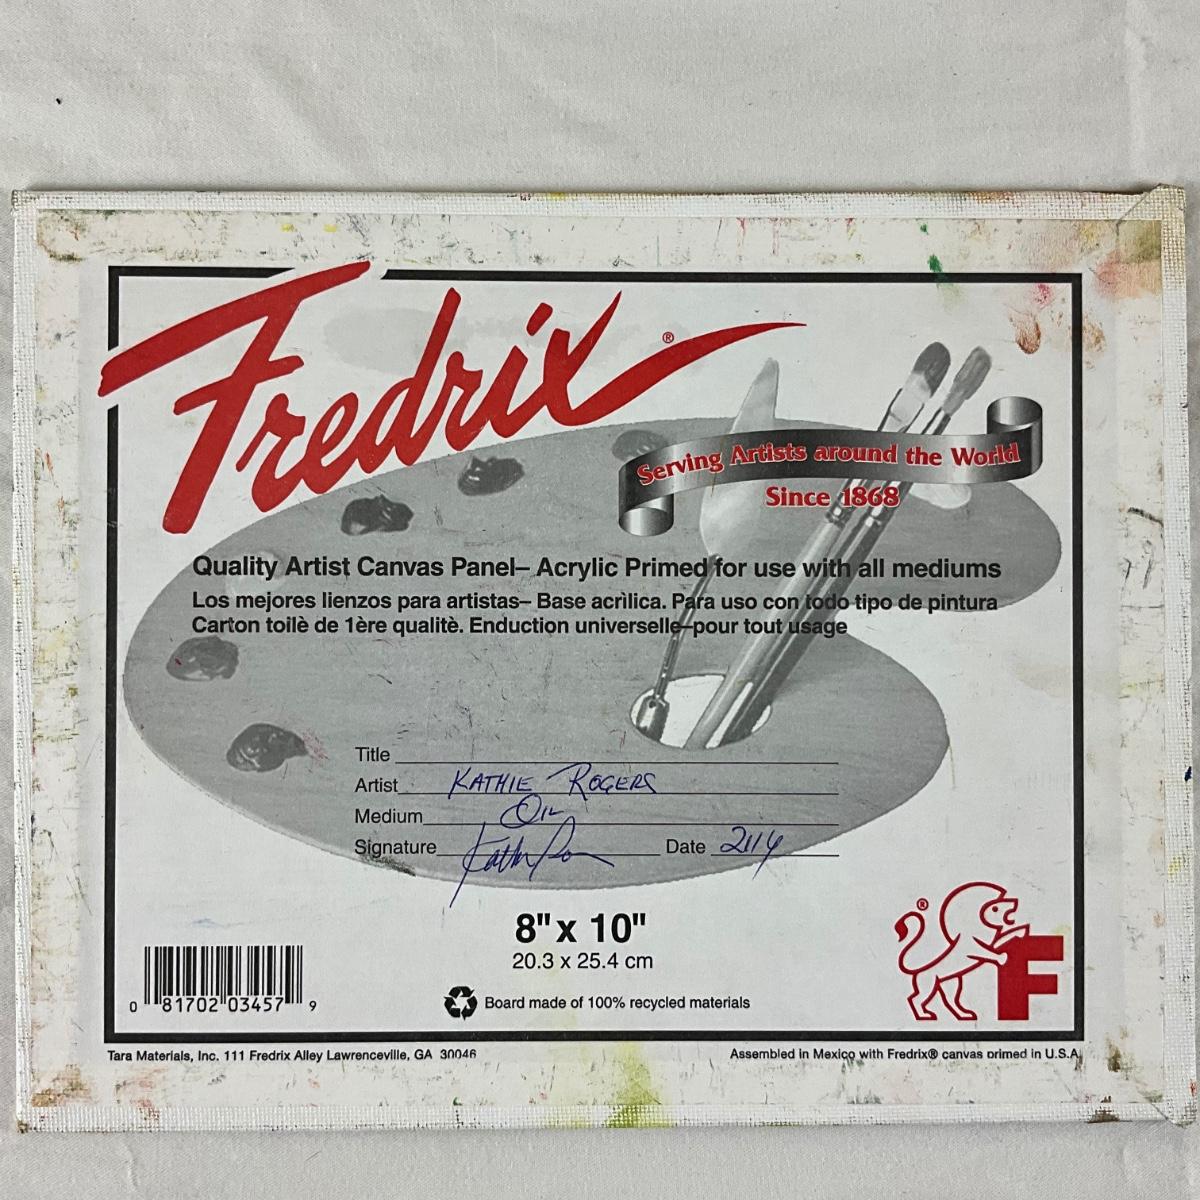 Fredrix®
Serving Artists around the World
Since 1868
Quality Artist Canvas Panel– Acrylic Primed for use with all mediums
Los mejores lienzos para artistas– Base acrìlica. Para uso con todo tipo de pintura
Carton toilè de 1ère qualitè. Enduction universelle–pour tout usage
Title
Artist KATHIE ROGERS
Medium OIL
Signature Date
8" x 10"
20.3 x 25.4 cm
0 81702 03457 9
Board made of 100% recycled materials
® F
Tara Materials, Inc. 111 Fredrix Alley Lawrenceville, GA 30046
Assembled in Mexico with Fredrix® canvas primed in U.S.A.